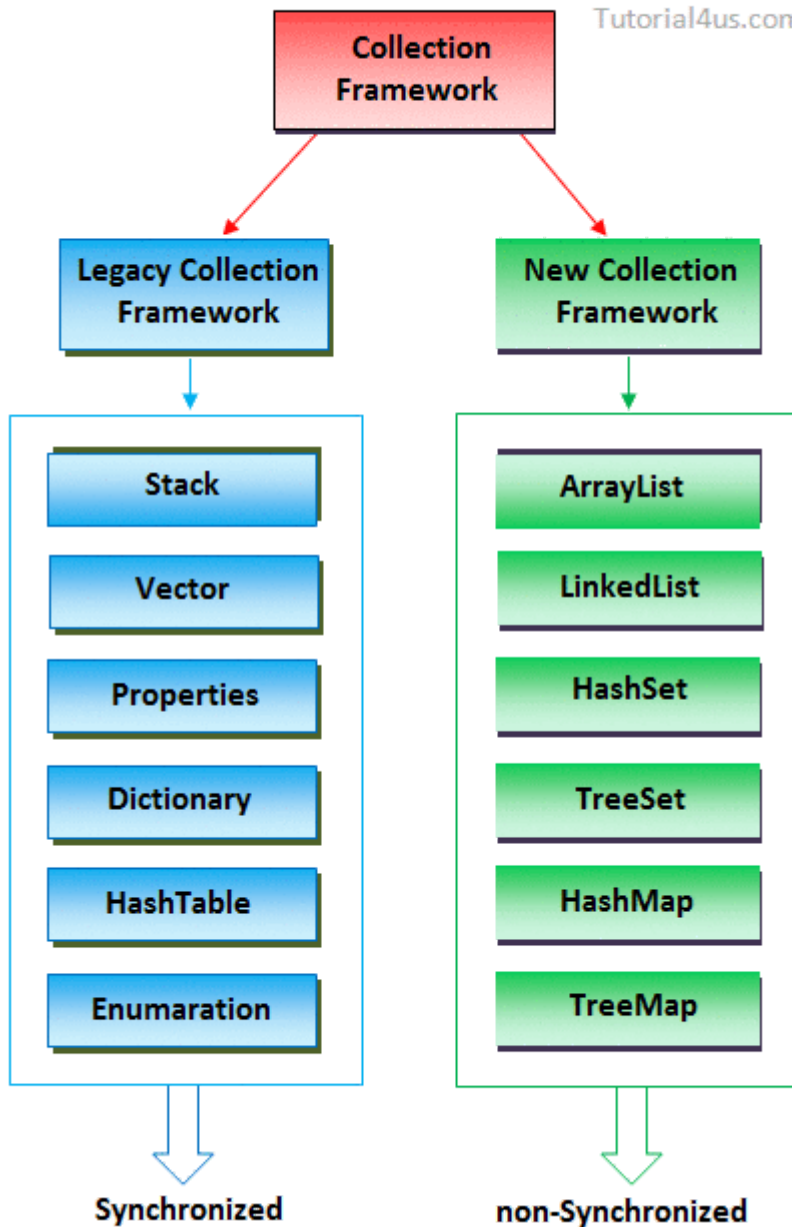 Tutorial4us.com
Collection
Framework
Legacy Collection
Framework
New Collection
Framework
Stack
Vector
Properties
Dictionary
HashTable
Enumaration
ArrayList
LinkedList
HashSet
TreeSet
HashMap
TreeMap
Synchronized
non-Synchronized